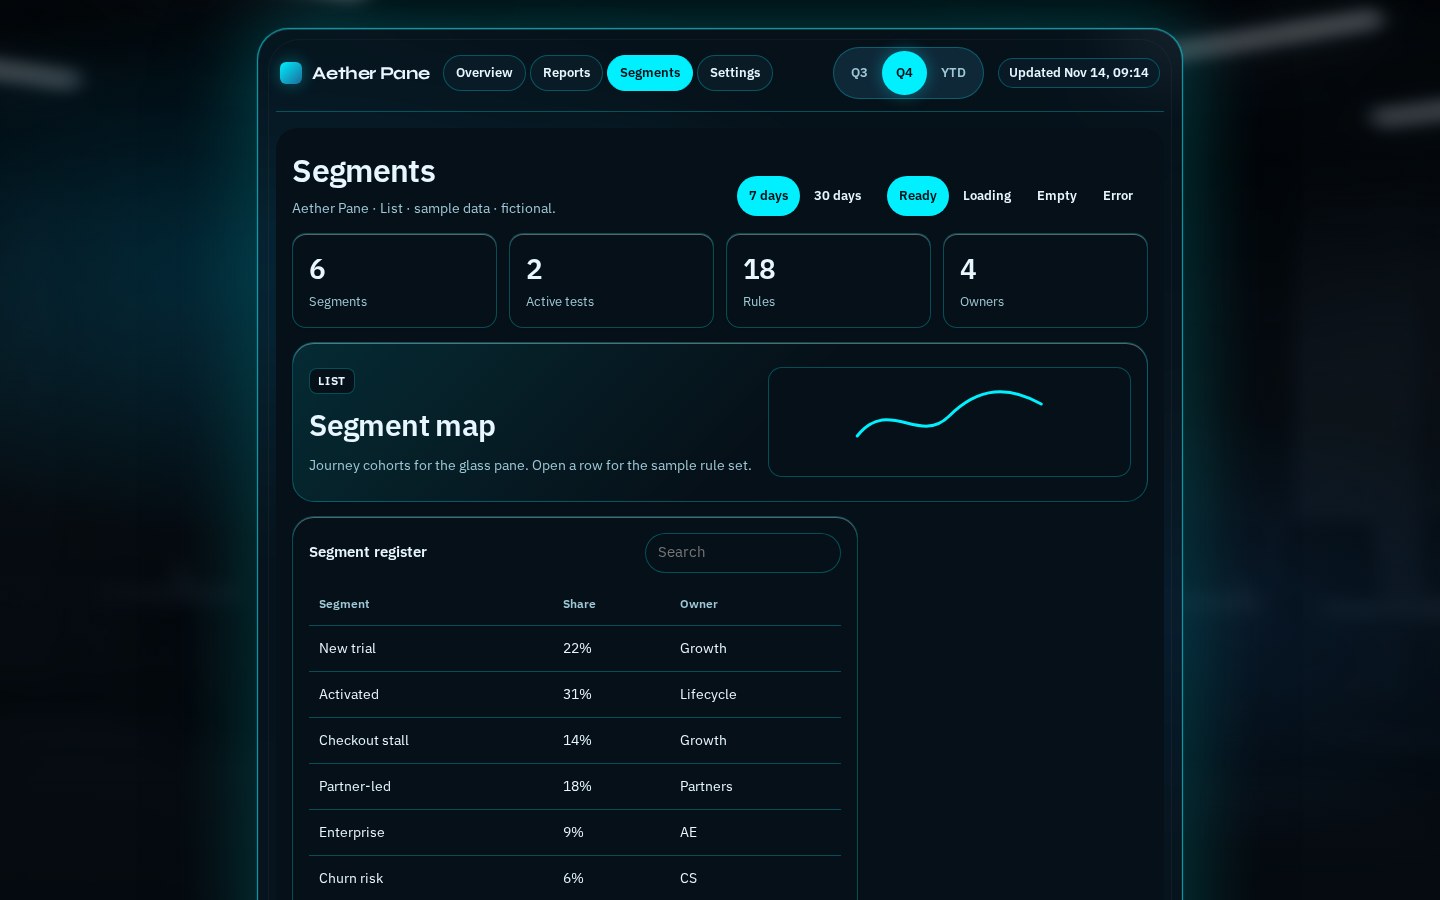 Aether Pane
Overview
Reports
Segments
Settings
Q3
Q4
YTD
Updated Nov 14, 09:14
Segments
Aether Pane · List · sample data · fictional.
7 days
30 days
Ready
Loading
Empty
Error
6
Segments
2
Active tests
18
Rules
4
Owners
LIST
Segment map
Journey cohorts for the glass pane. Open a row for the sample rule set.
Segment register
Search
Segment Share Owner
New trial 22% Growth
Activated 31% Lifecycle
Checkout stall 14% Growth
Partner-led 18% Partners
Enterprise 9% AE
Churn risk 6% CS